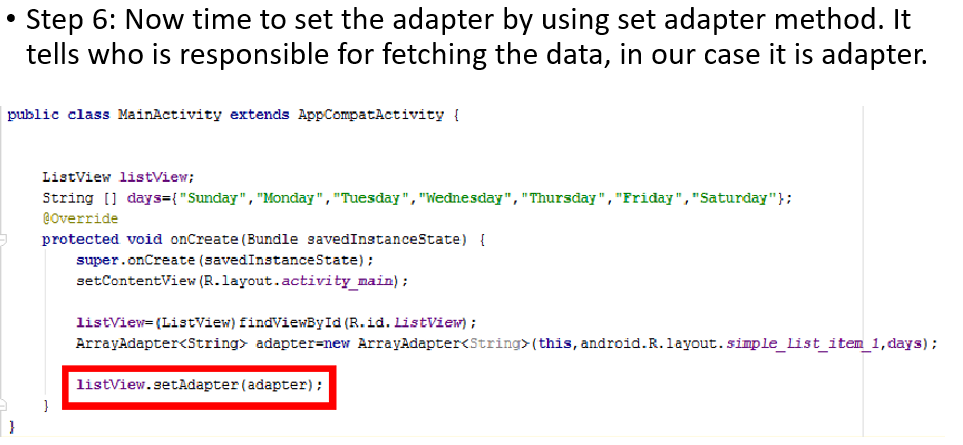 • Step 6: Now time to set the adapter by using set adapter method. It
tells who is responsible for fetching the data, in our case it is adapter.
public class MainActivity extends AppCompatActivity {
ListView listView;
String [] days={"Sunday","Monday","Tuesday","Wednesday","Thursday","Friday","Saturday"};
@Override
protected void onCreate(Bundle savedInstanceState) {
super.onCreate(savedInstanceState);
setContentView(R.layout.activity_main);
listView=(ListView)findViewById(R.id.ListView);
ArrayAdapter<String> adapter=new ArrayAdapter<String>(this,android.R.layout.simple_list_item_1,days);
listView.setAdapter(adapter);
}
}